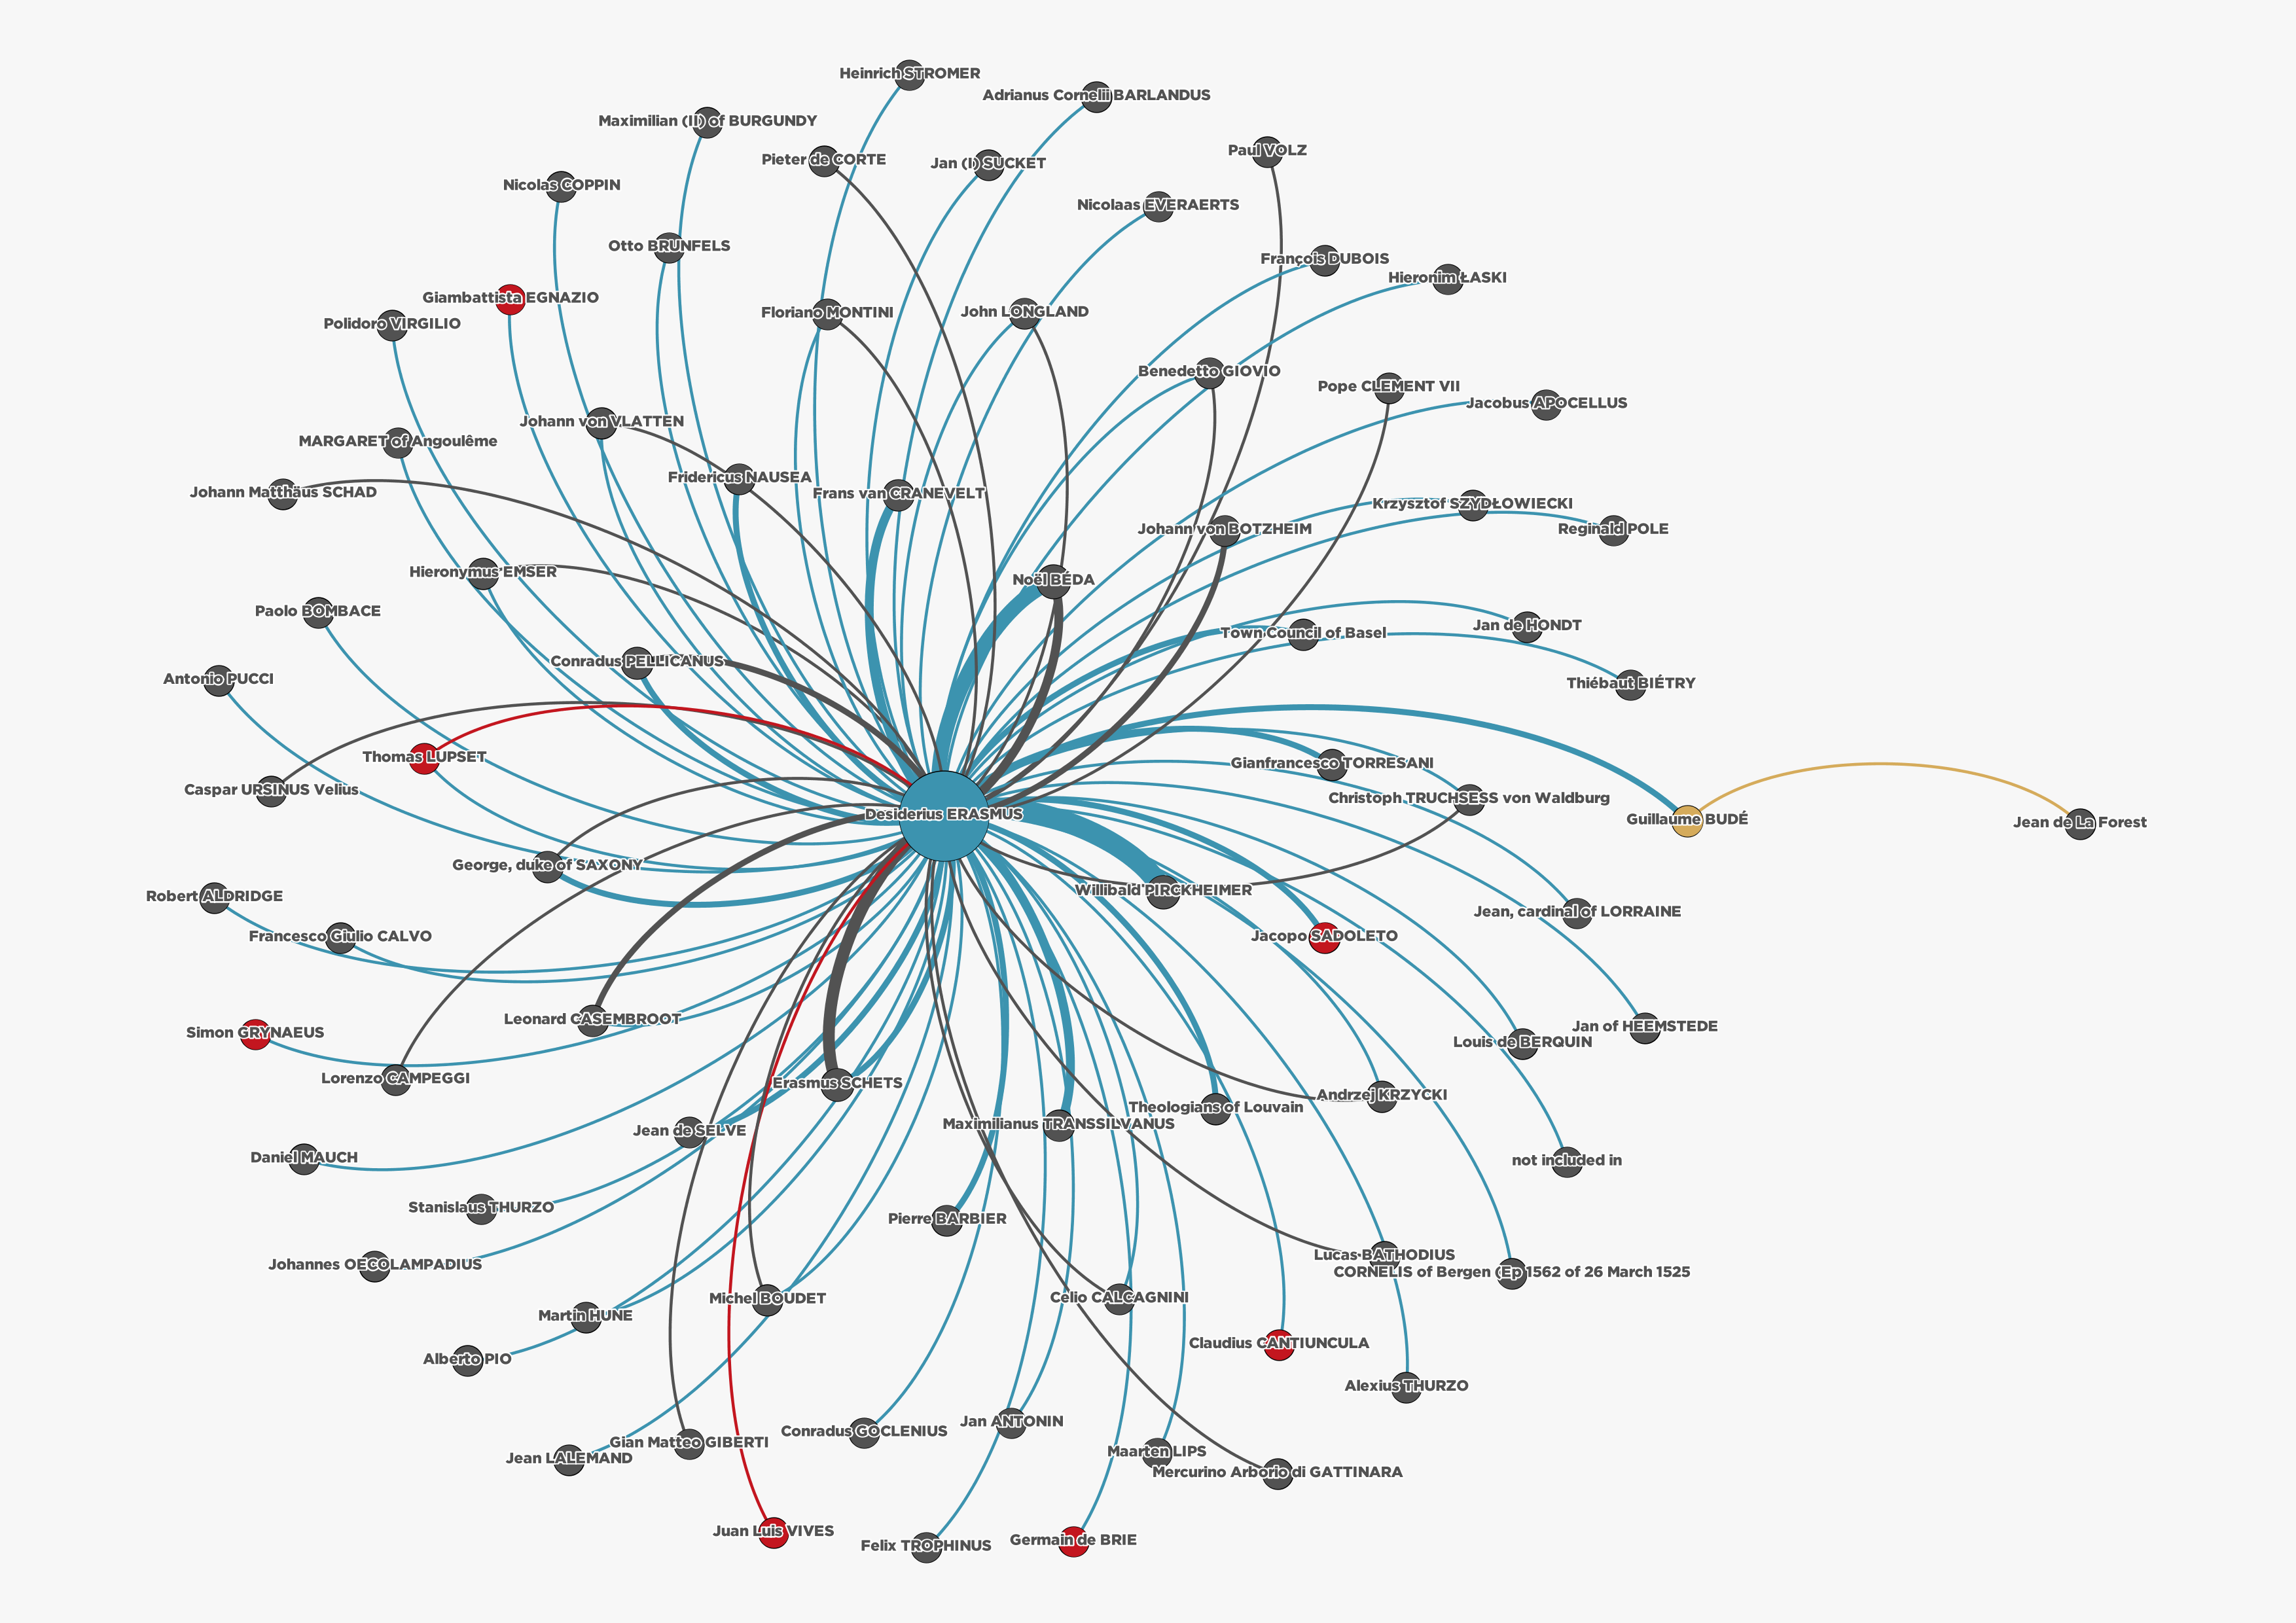 Heinrich STROMER
Adrianus Cornelii BARLANDUS
Maximilian (II) of BURGUNDY
Paul VOLZ
Pieter de CORTE
Jan (I) SUCKET
Nicolas COPPIN
Nicolaas EVERAERTS
Otto BRUNFELS
François DUBOIS
Hieronim ŁASKI
Giambattista EGNAZIO
Floriano MONTINI
John LONGLAND
Polidoro VIRGILIO
Benedetto GIOVIO
Pope CLEMENT VII
Jacobus APOCELLUS
Johann von VLATTEN
MARGARET of Angoulême
Fridericus NAUSEA
Johann Matthäus SCHAD
Frans van CRANEVELT
Krzysztof SZYDŁOWIECKI
Johann von BOTZHEIM
Reginald POLE
Hieronymus EMSER
Noël BÉDA
Paolo BOMBACE
Jan de HONDT
Town Council of Basel
Conradus PELLICANUS
Antonio PUCCI
Thiébaut BIÉTRY
Thomas LUPSET
Gianfrancesco TORRESANI
Caspar URSINUS Velius
Christoph TRUCHSESS von Waldburg
Desiderius ERASMUS
Guillaume BUDÉ
Jean de La Forest
George, duke of SAXONY
Willibald PIRCKHEIMER
Robert ALDRIDGE
Jean, cardinal of LORRAINE
Francesco Giulio CALVO
Jacopo SADOLETO
Leonard CASEMBROOT
Jan of HEEMSTEDE
Simon GRYNAEUS
Louis de BERQUIN
Lorenzo CAMPEGGI
Erasmus SCHETS
Andrzej KRZYCKI
Theologians of Louvain
Maximilianus TRANSSILVANUS
Jean de SELVE
Daniel MAUCH
not included in
Stanislaus THURZO
Pierre BARBIER
Lucas BATHODIUS
Johannes OECOLAMPADIUS
CORNELIS of Bergen (Ep 1562 of 26 March 1525
Michel BOUDET
Celio CALCAGNINI
Martin HUNE
Claudius CANTIUNCULA
Alberto PIO
Alexius THURZO
Jan ANTONIN
Conradus GOCLENIUS
Gian Matteo GIBERTI
Maarten LIPS
Jean LALEMAND
Mercurino Arborio di GATTINARA
Juan Luis VIVES
Germain de BRIE
Felix TROPHINUS